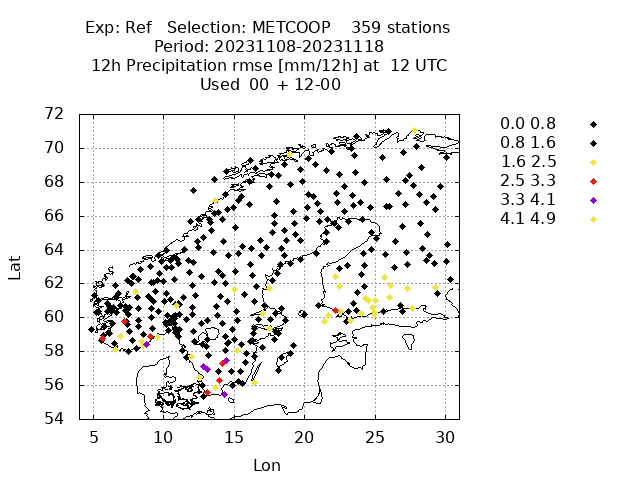 Exp: Ref   Selection: METCOOP    359 stations
Period: 20231108-20231118
12h Precipitation rmse [mm/12h] at  12 UTC
Used  00 + 12-00
72
70
68
66
64
62
60
58
56
54
Lat
5 10 15 20 25 30
Lon
0.0 0.8
0.8 1.6
1.6 2.5
2.5 3.3
3.3 4.1
4.1 4.9